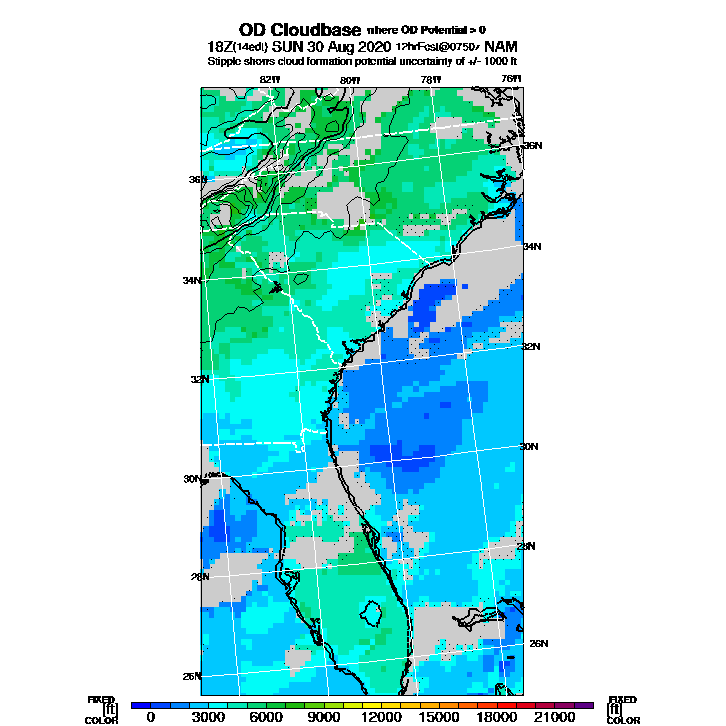 OD Cloudbase where OD Potential > 0
18Z (14edt) SUN 30 Aug 2020 12hrFcst@0750z NAM
Stipple shows cloud formation potential uncertainty of +/- 1000 ft
82W 80W 78W 76W
36N
36N
34N
34N
32N
32N
30N
30N
28N
28N
26N
26N
FIXED FIXED
[ft] 0 3000 6000 9000 12000 15000 18000 21000 [ft]
COLOR COLOR